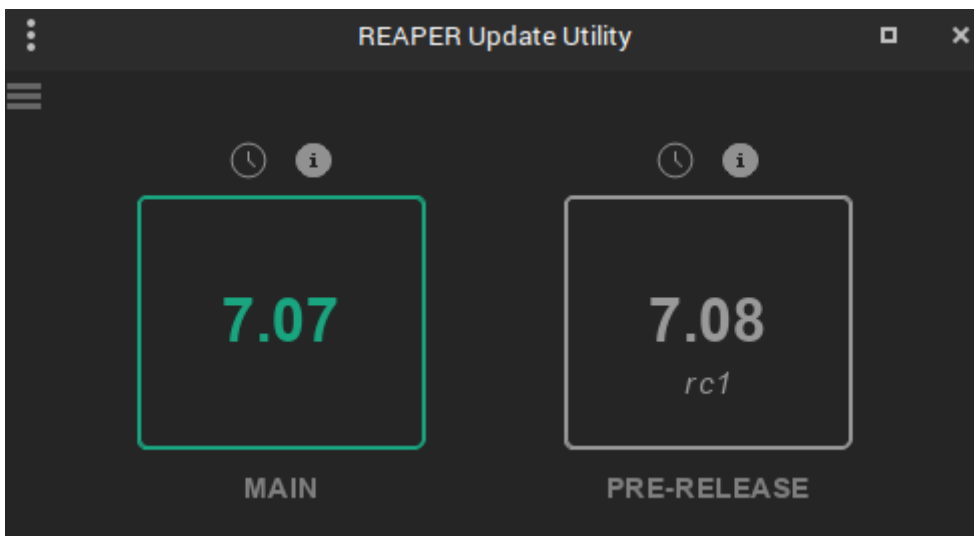 REAPER Update Utility
7.07
MAIN
7.08
rc1
PRE-RELEASE